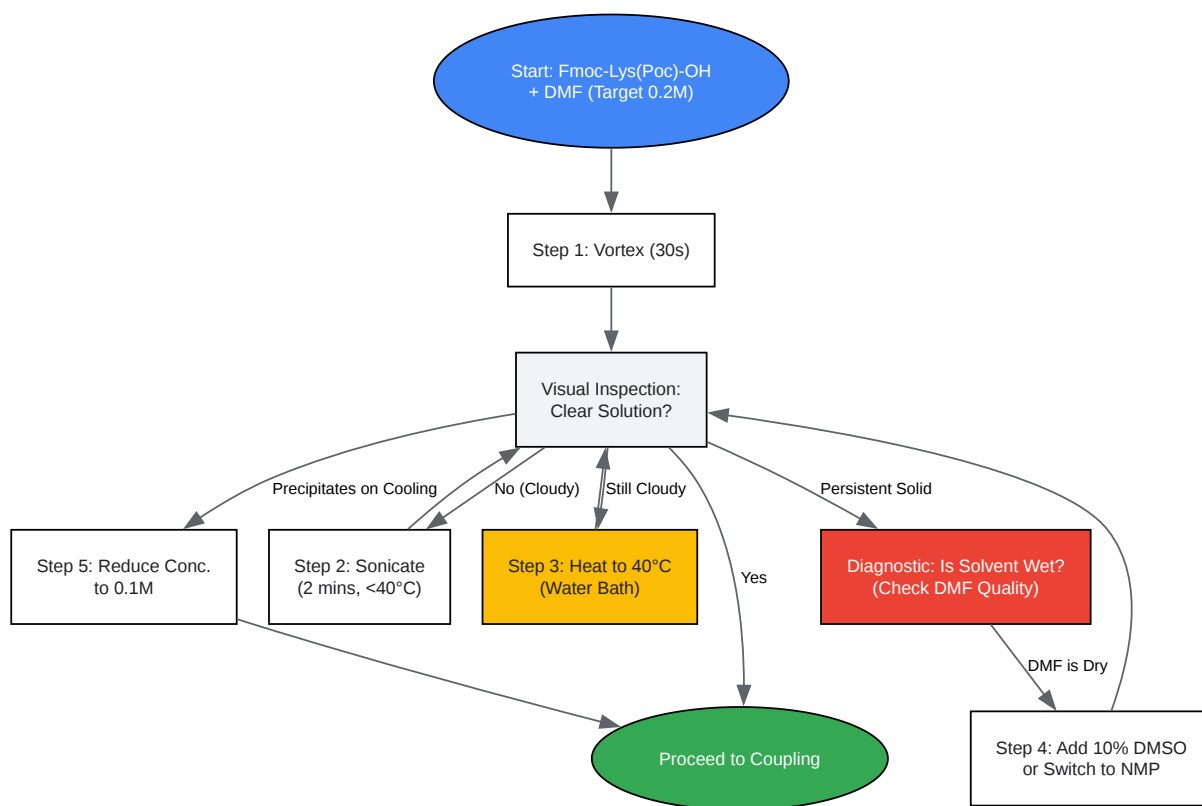 Start: Fmoc-Lys(Poc)-OH
+ DMF (Target 0.2M)
Step 1: Vortex (30s)
Visual Inspection:
Clear Solution?
Precipitates on Cooling
No (Cloudy)
Still Cloudy
Persistent Solid
Step 5: Reduce Conc.
to 0.1M
Step 2: Sonicate
(2 mins, <40°C)
Step 3: Heat to 40°C
(Water Bath)
Yes
Diagnostic: Is Solvent Wet?
(Check DMF Quality)
DMF is Dry
Proceed to Coupling
Step 4: Add 10% DMSO
or Switch to NMP